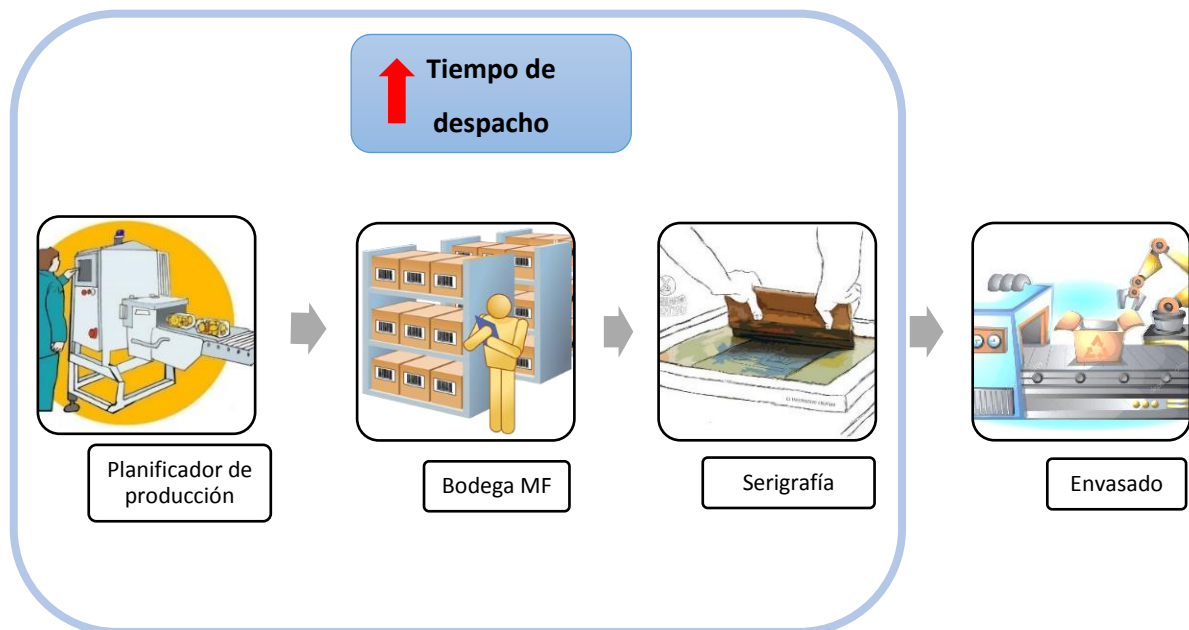 Tiempo de
despacho
Planificador de
producción
Bodega MF
Serigrafía
Envasado